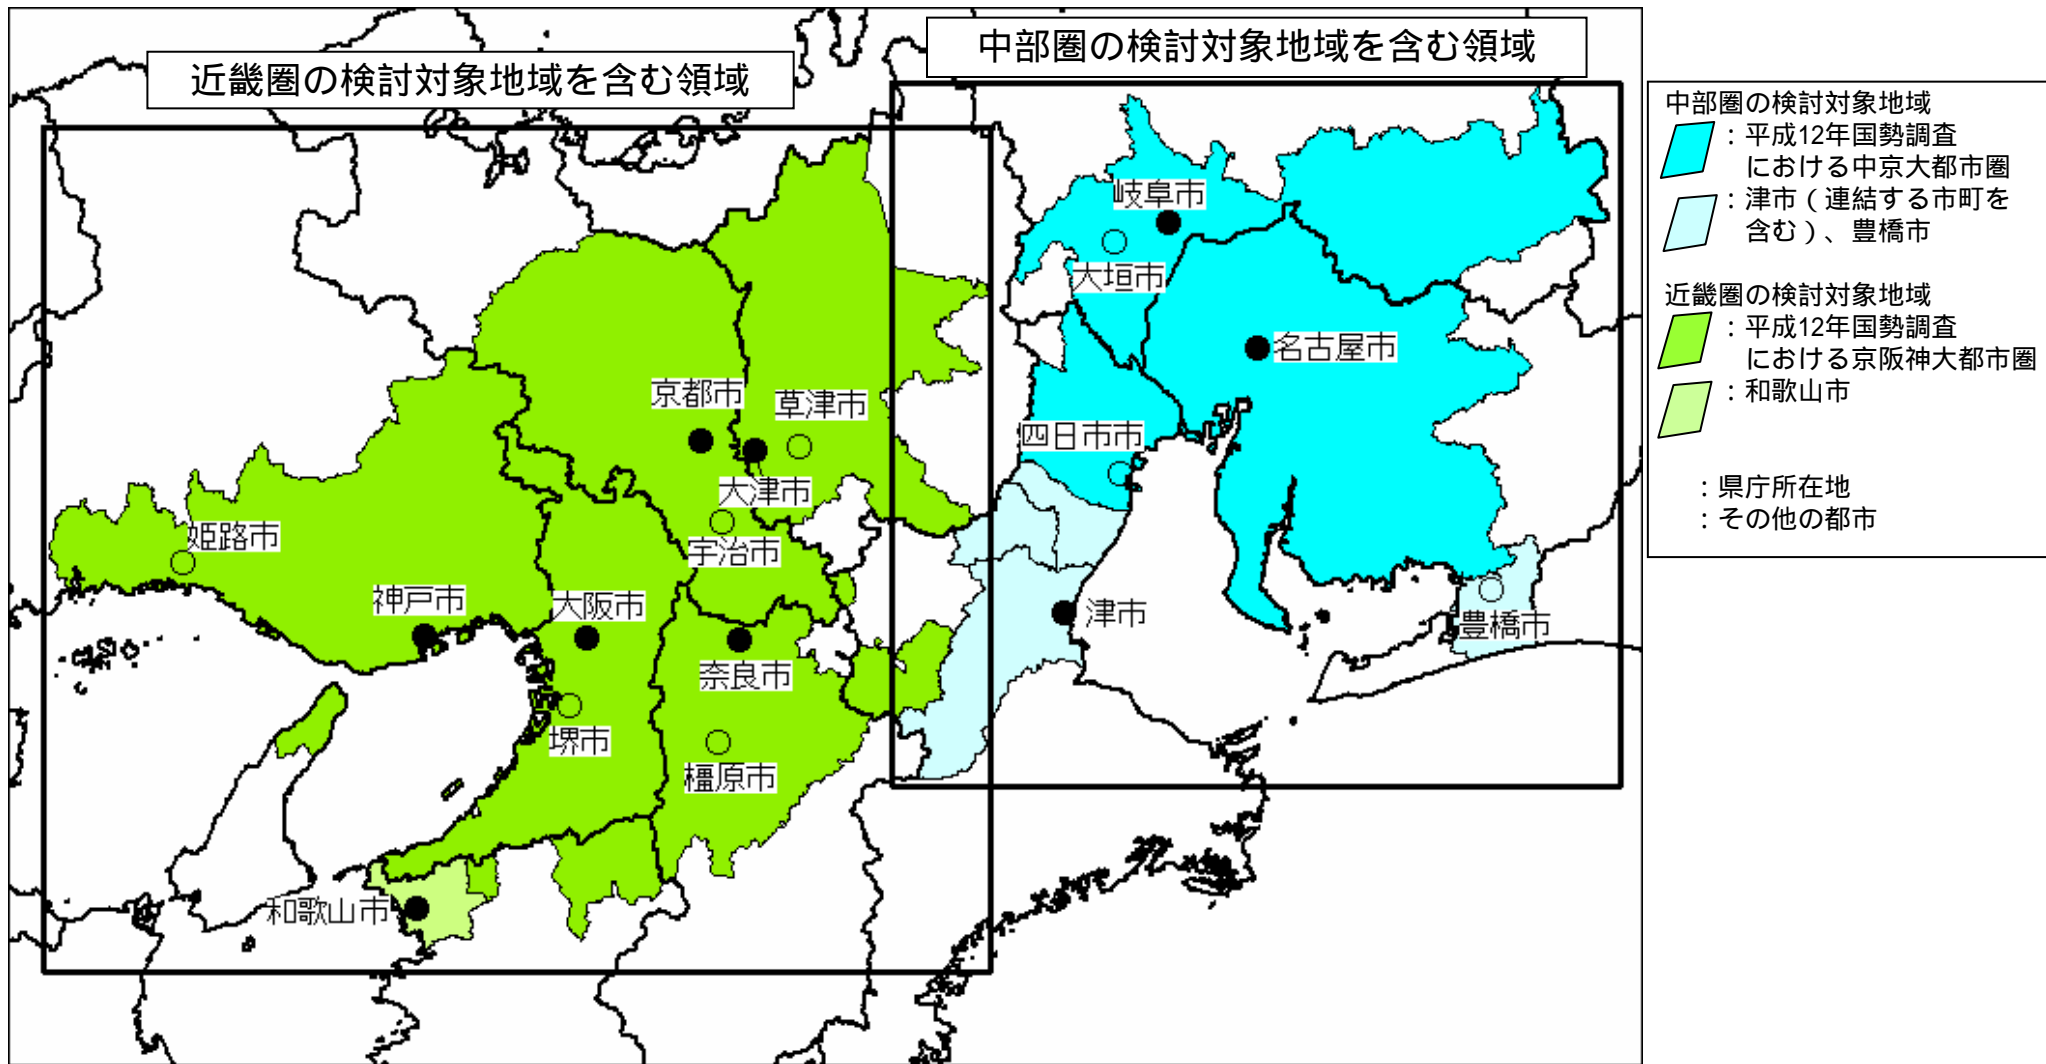 中部圏の検討対象地域を含む領域
近畿圏の検討対象地域を含む領域
岐阜市
大垣市
名古屋市
京都市
草津市
四日市市
大津市
姫路市
宇治市
神戸市
大阪市
津市
豊橋市
奈良市
堺市
橿原市
和歌山市
中部圏の検討対象地域
：平成12年国勢調査
における中京大都市圏
：津市（連結する市町を
含む）、豊橋市
近畿圏の検討対象地域
：平成12年国勢調査
における京阪神大都市圏
：和歌山市
：県庁所在地
：その他の都市